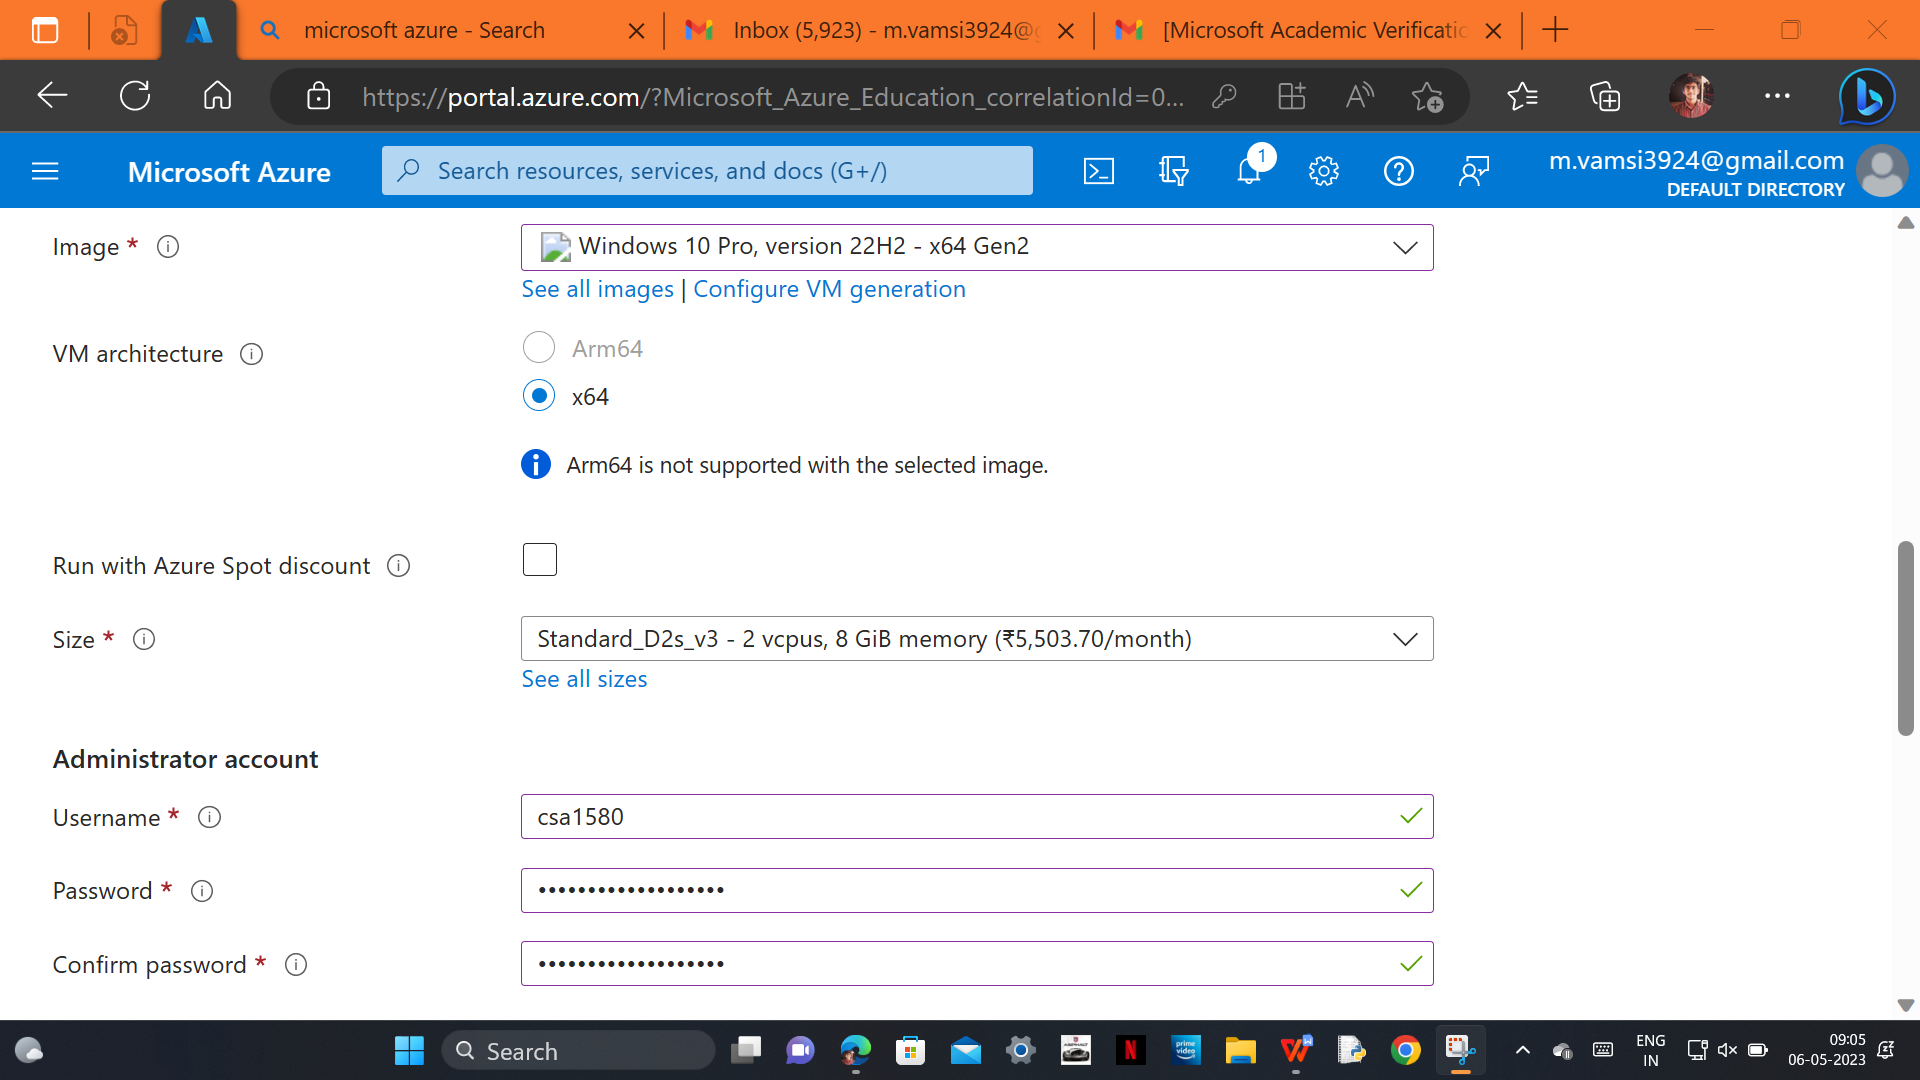 microsoft azure - Search
Inbox (5,923) - m.vamsi3924@g
[Microsoft Academic Verificatio
https://portal.azure.com/?Microsoft_Azure_Education_correlationId=0...
Microsoft Azure
Search resources, services, and docs (G+/)
1
m.vamsi3924@gmail.com
DEFAULT DIRECTORY
Image *
Windows 10 Pro, version 22H2 - x64 Gen2
See all images | Configure VM generation
VM architecture
Arm64
x64
Arm64 is not supported with the selected image.
Run with Azure Spot discount
Size *
Standard_D2s_v3 - 2 vcpus, 8 GiB memory (₹5,503.70/month)
See all sizes
Administrator account
Username *
csa1580
Password *
•••••••••••••••••••
Confirm password *
•••••••••••••••••••
Search
prime video
ENG
IN
09:05
06-05-2023